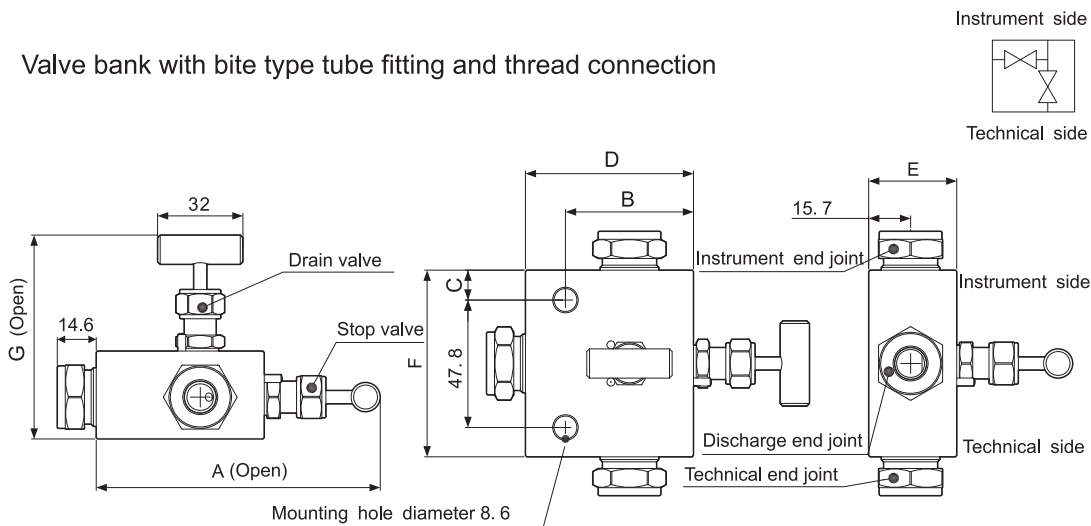 Instrument side
Valve bank with bite type tube fitting and thread connection
Technical side
D
E
B
15. 7
32
Drain valve
Instrument end joint
C
Instrument side
G (Open)
14.6
Stop valve
F
47. 8
Discharge end joint
Technical side
A (Open)
Technical end joint
Mounting hole diameter 8. 6